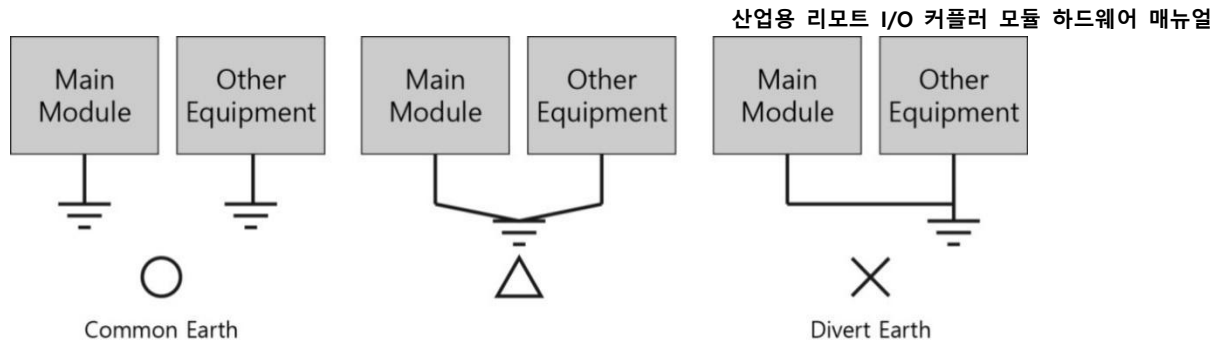 산업용 리모트 I/O 커플러 모듈 하드웨어 매뉴얼
Main
Module
Other
Equipment
Main
Module
Other
Equipment
Main
Module
Other
Equipment
Common Earth
Divert Earth